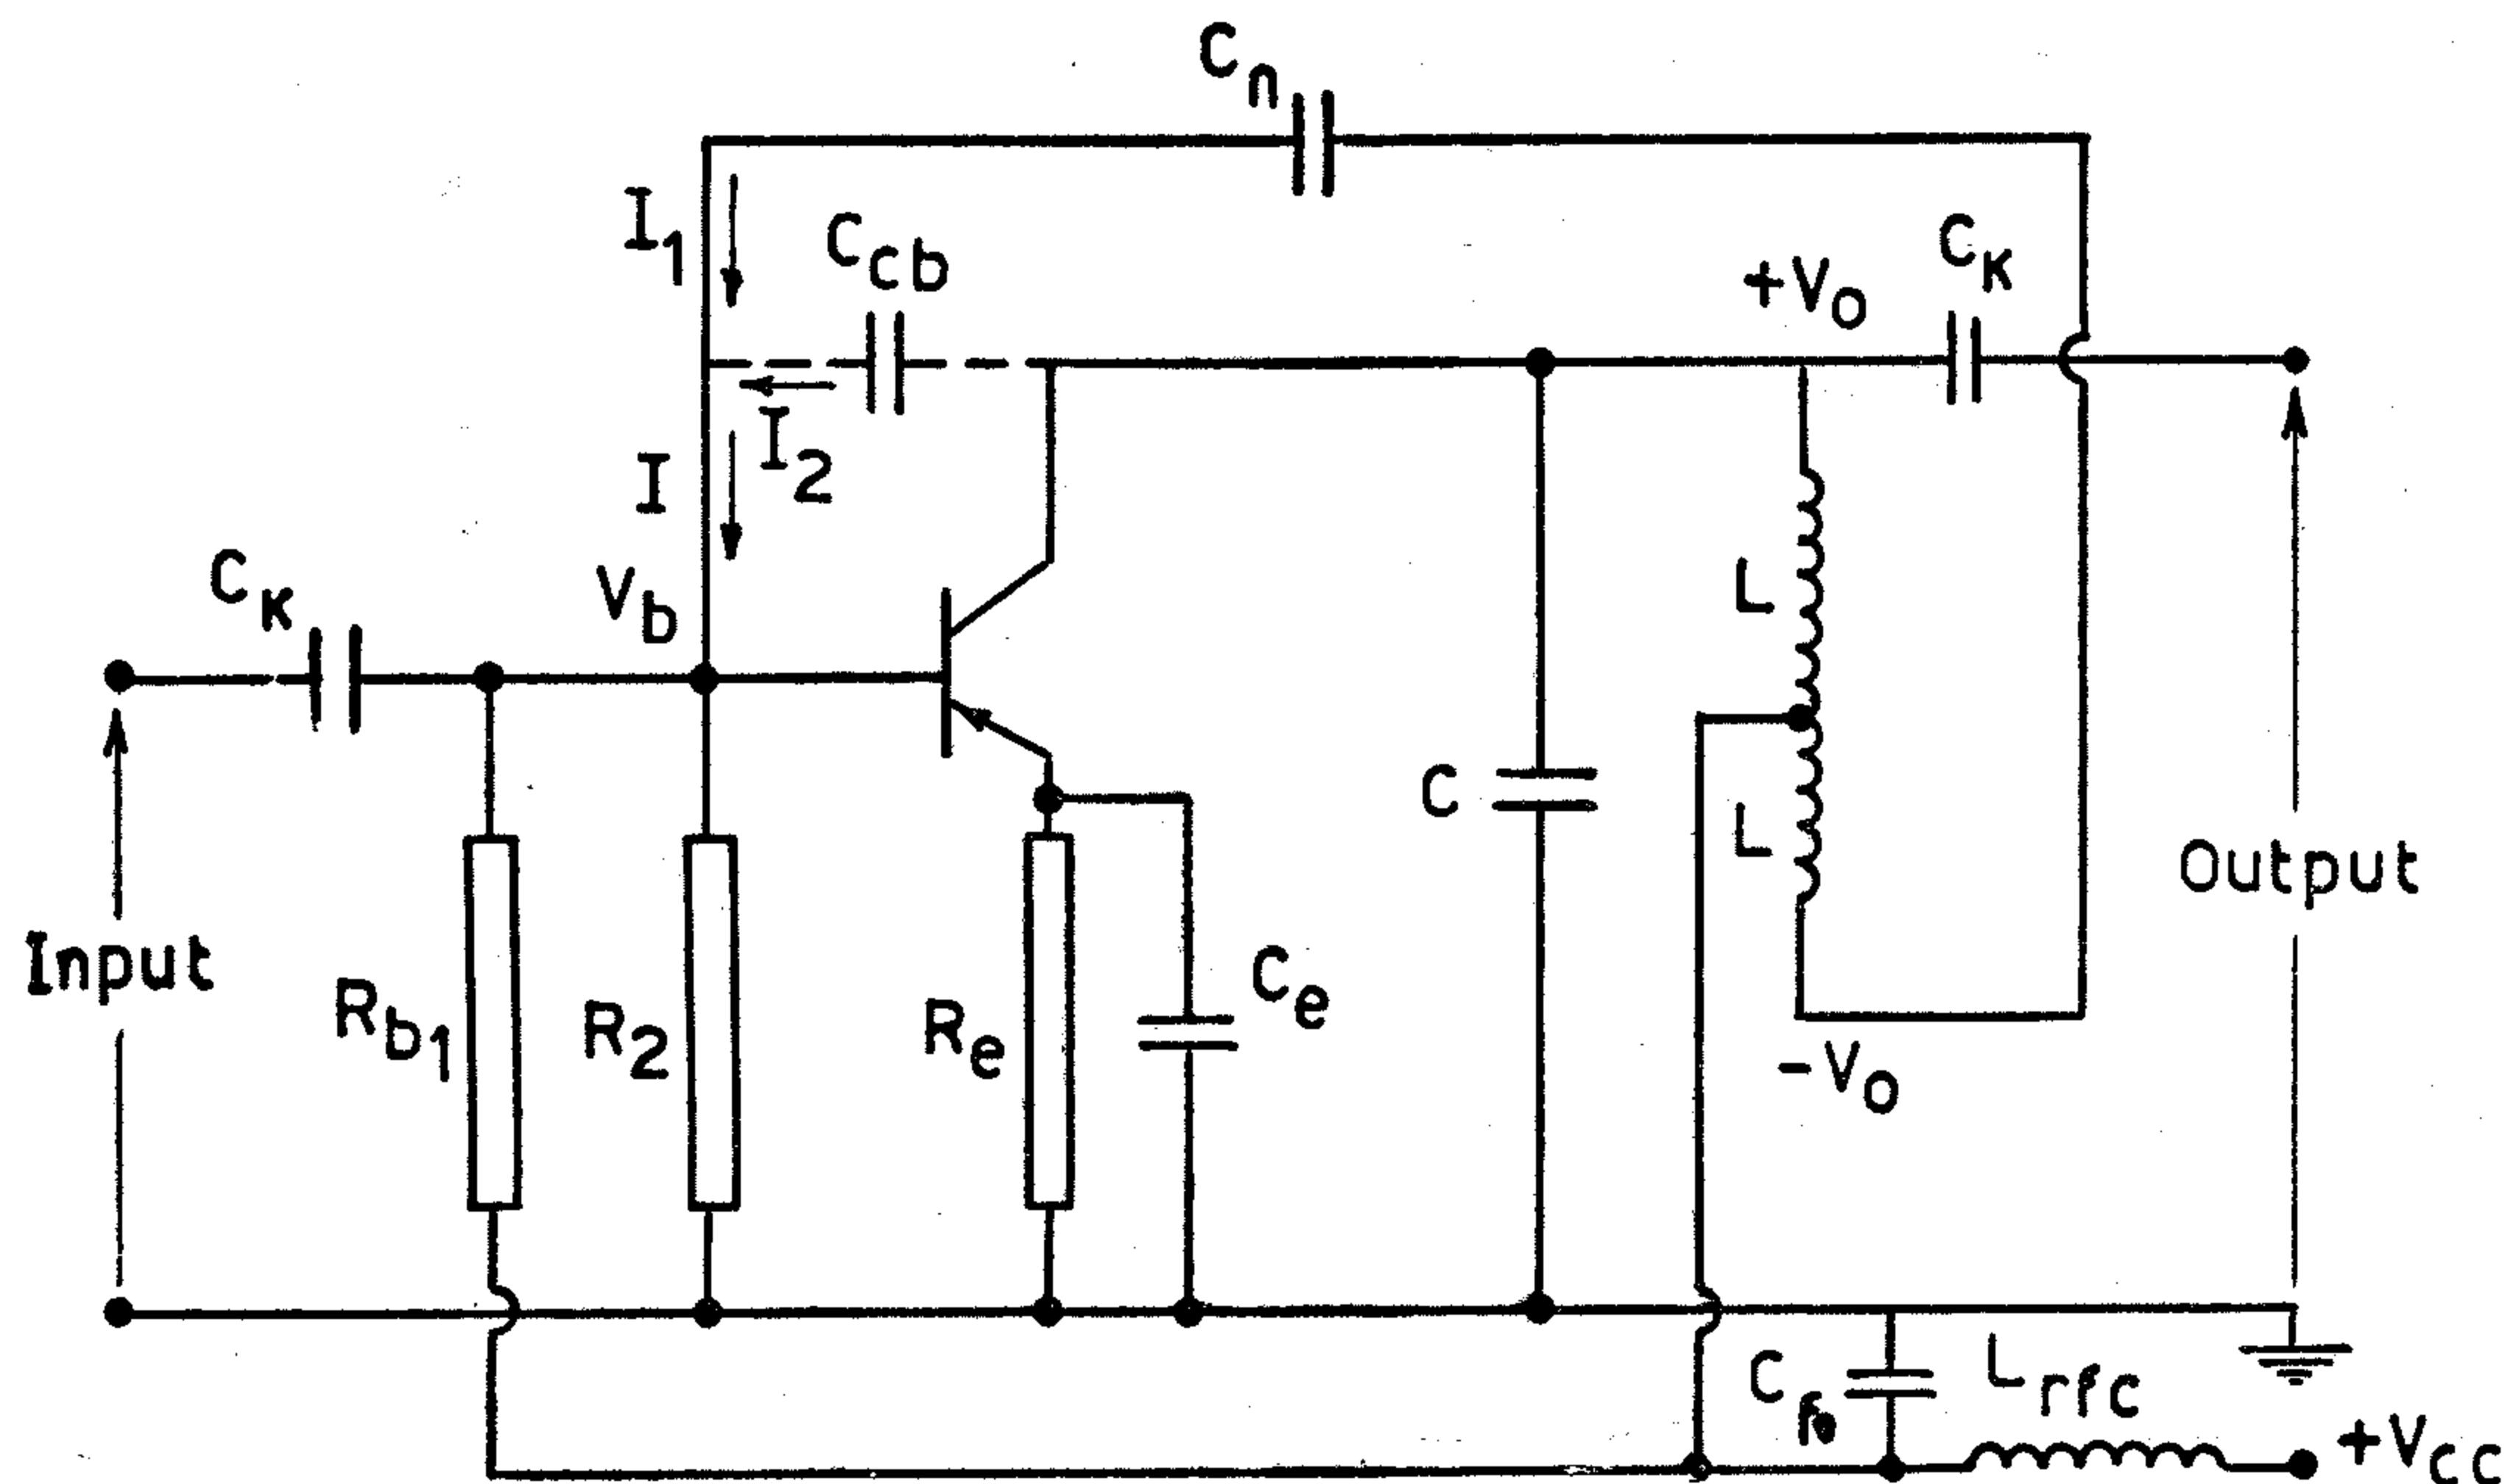 Cn
I1
Ccb
+Vo
CK
I2
I
Vb
CK
L
L
C
Output
Input
Rb1
R2
Re
Ce
-Vo
Lrfc
+Vcc